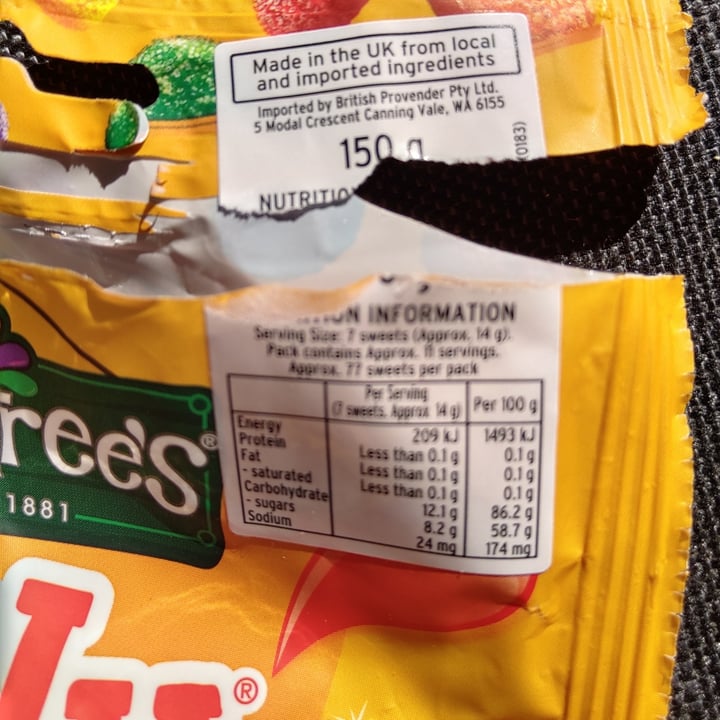 Made in the UK from local
and imported ingredients
Imported by British Provender Pty Ltd.
5 Modal Crescent Canning Vale, WA 6155
150 g
0183)
NUTRITIO
N INFORMATION
Serving Size: 7 sweets (Approx. 14 g).
Pack contains Approx. 11 servings.
Approx. 77 sweets per pack
Per Serving
(7 sweets, Approx 14 g) Per 100 g
Energy 209 kJ 1493 kJ
Protein Less than 0.1 g 0.1 g
Fat Less than 0.1 g 0.1 g
- saturated Less than 0.1 g 0.1 g
Carbohydrate 12.1 g 86.2 g
- sugars 8.2 g 58.7 g
Sodium 24 mg 174 mg
ree's®
1881
®